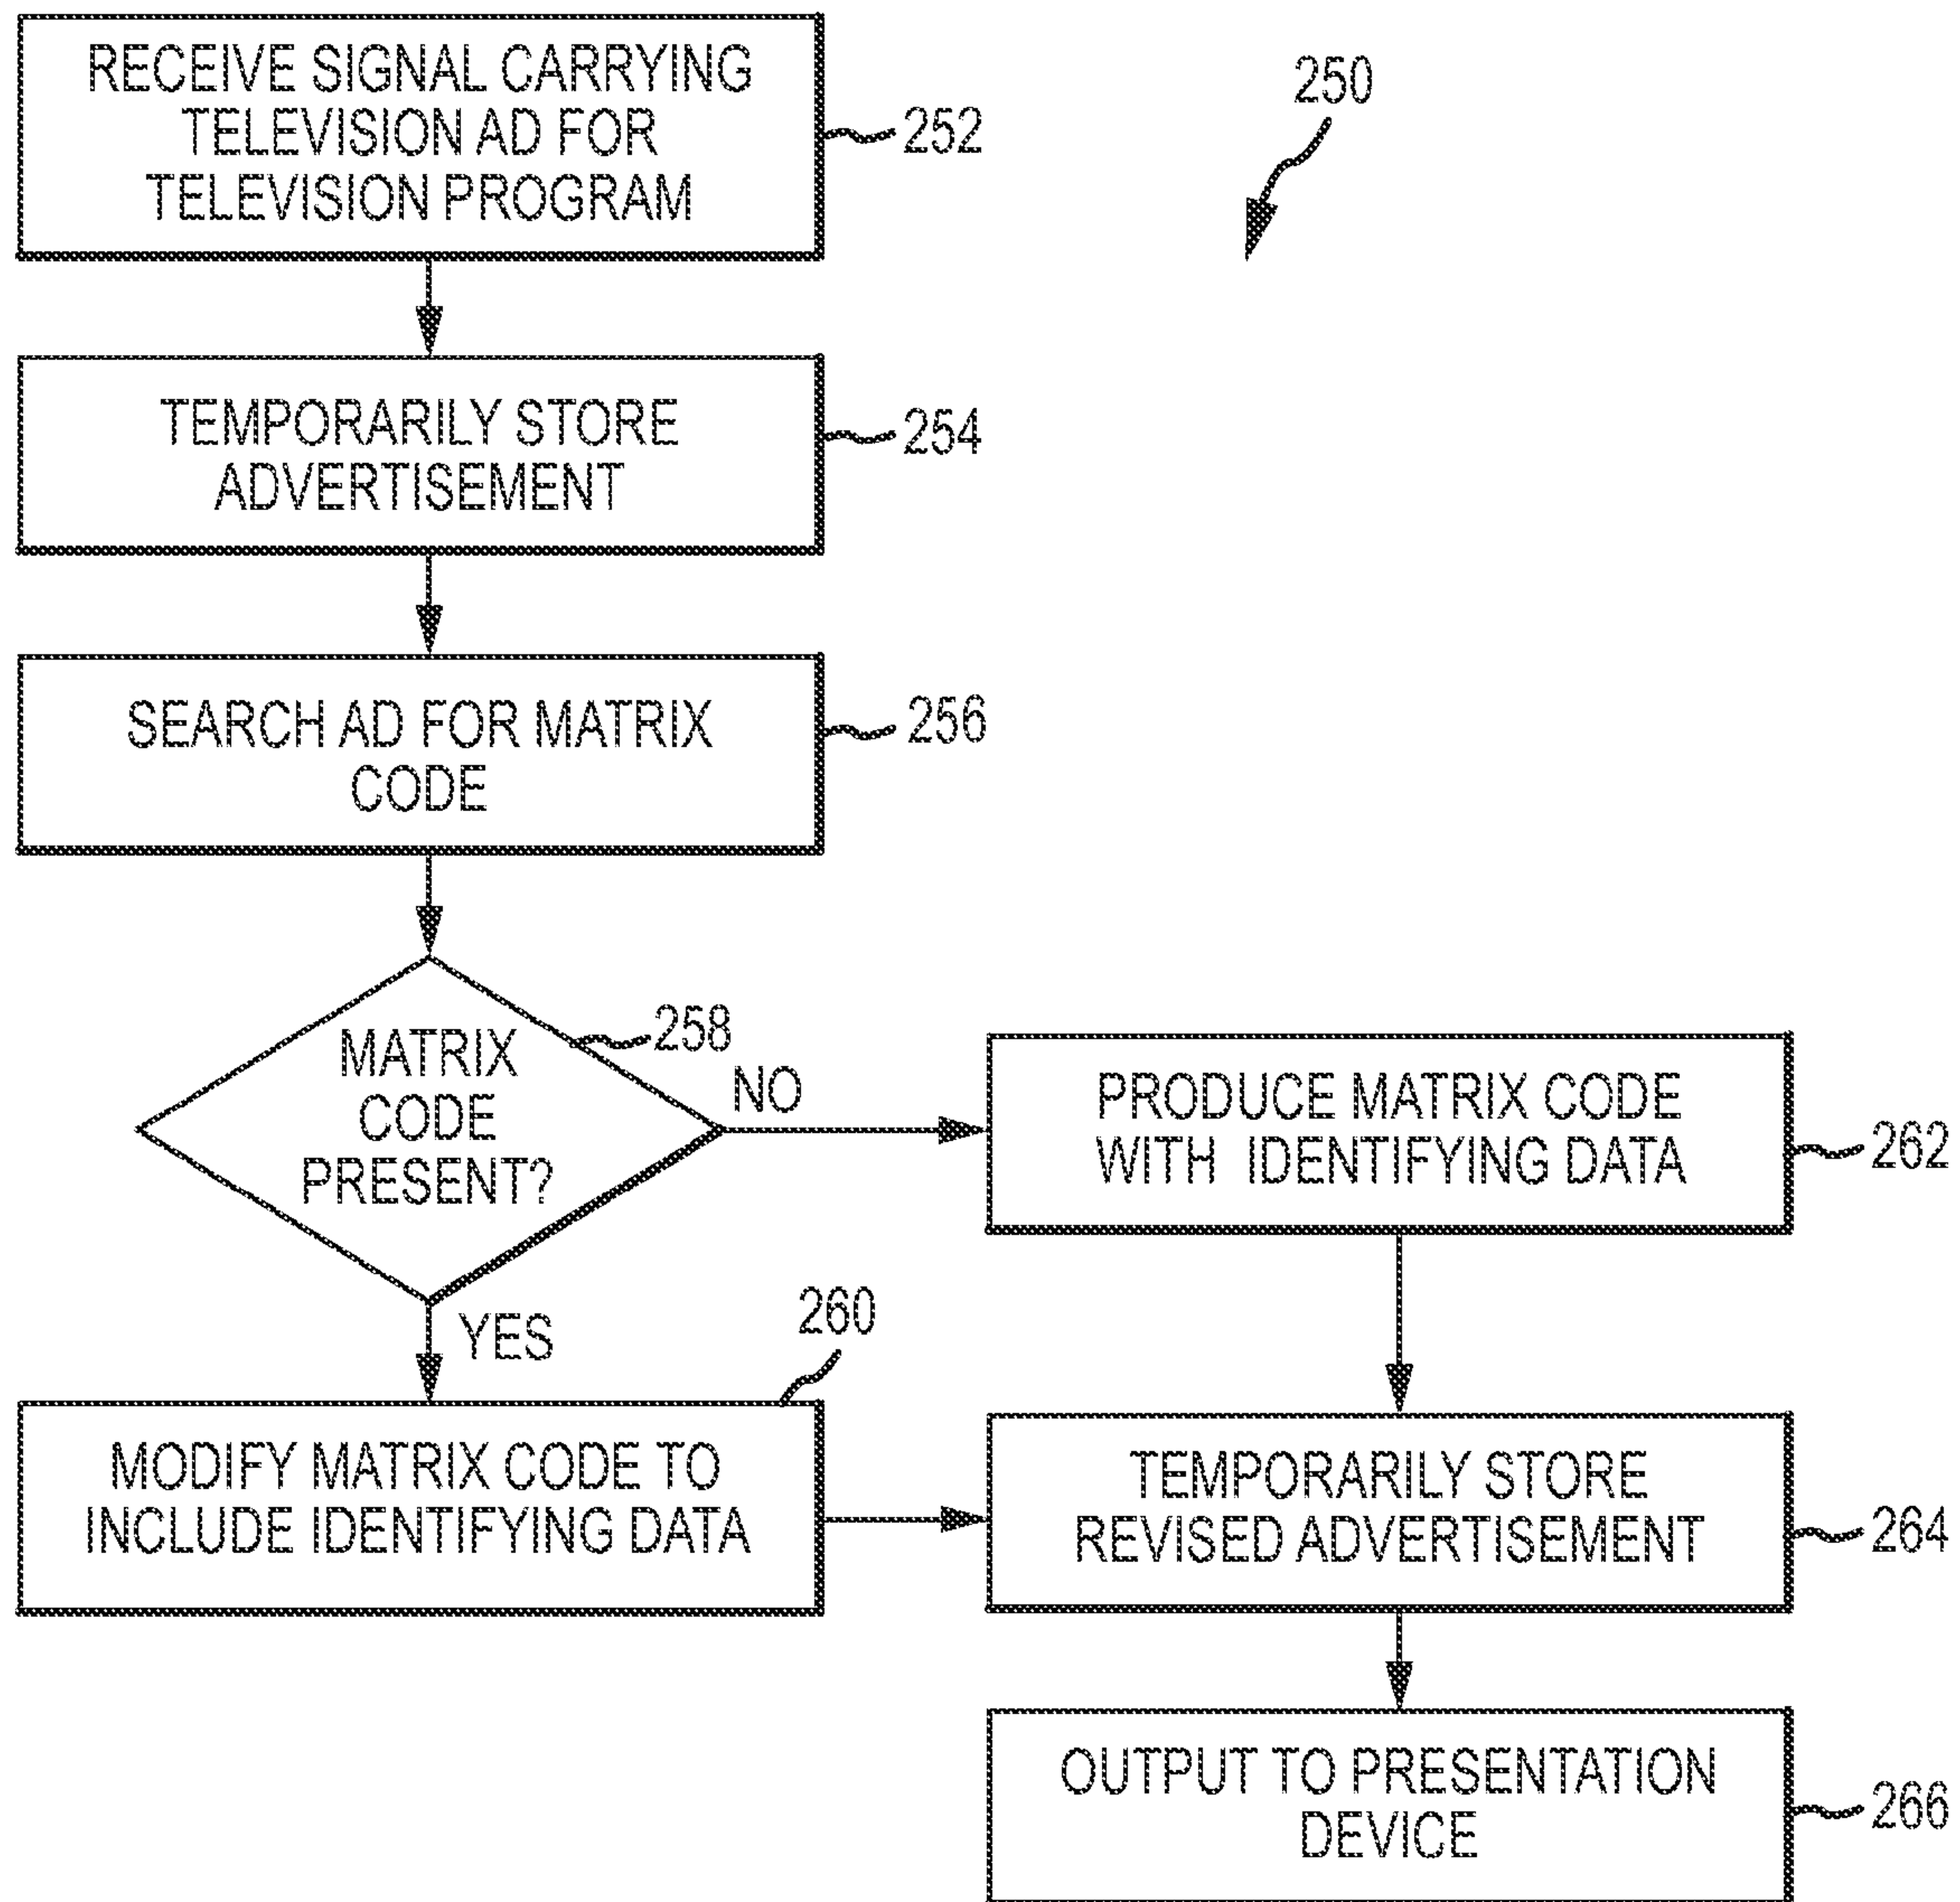 RECEIVE SIGNAL CARRYING
TELEVISION AD FOR
TELEVISION PROGRAM
252
250
TEMPORARILY STORE
ADVERTISEMENT
254
SEARCH AD FOR MATRIX
CODE
256
MATRIX
CODE
PRESENT?
258
NO
YES
PRODUCE MATRIX CODE
WITH IDENTIFYING DATA
262
260
MODIFY MATRIX CODE TO
INCLUDE IDENTIFYING DATA
TEMPORARILY STORE
REVISED ADVERTISEMENT
264
OUTPUT TO PRESENTATION
DEVICE
266